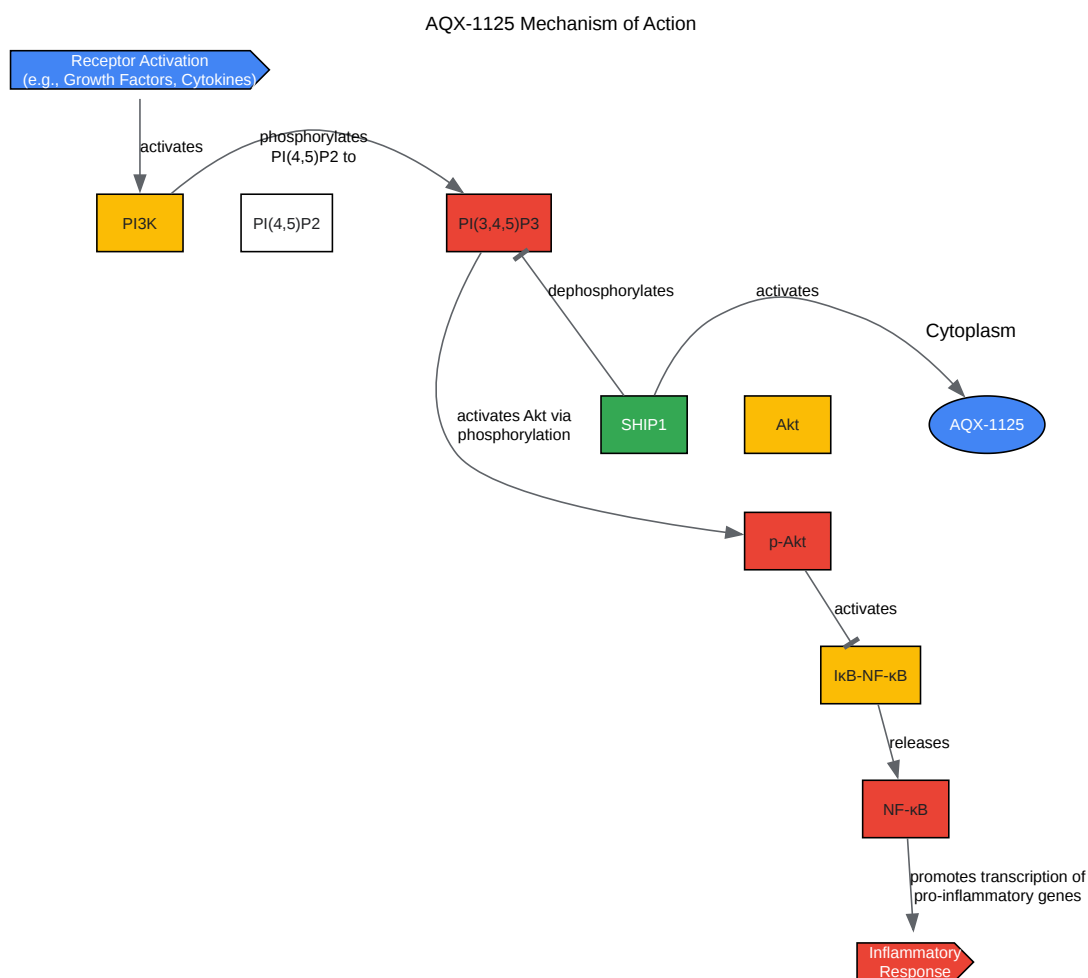 AQX-1125 Mechanism of Action
Receptor Activation
(e.g., Growth Factors, Cytokines)
activates
phosphorylates
PI(4,5)P2 to
PI3K
PI(4,5)P2
PI(3,4,5)P3
dephosphorylates
activates
Cytoplasm
activates Akt via
phosphorylation
SHIP1
Akt
AQX-1125
p-Akt
activates
IκB-NF-κB
releases
NF-κB
promotes transcription of
pro-inflammatory genes
Inflammatory
Response